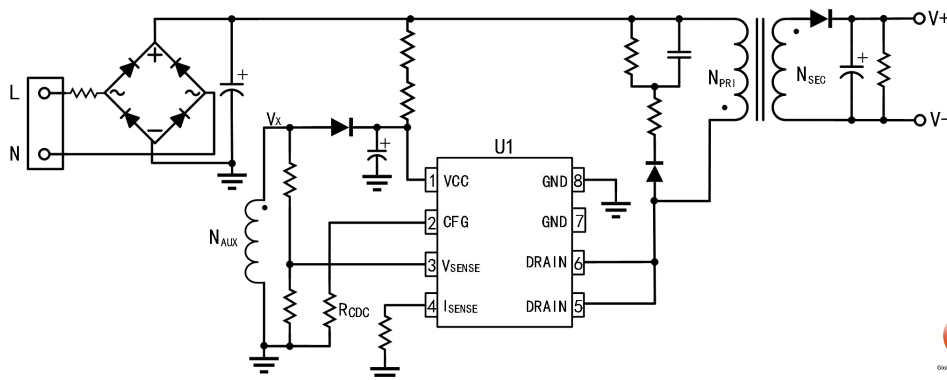 L
N
V+
V-
NPRI
NSEC
Vx
NAUX
RCDC
U1
1 VCC
2 CFG
3 VSENSE
4 ISENSE
GND 8
GND 7
DRAIN 6
DRAIN 5